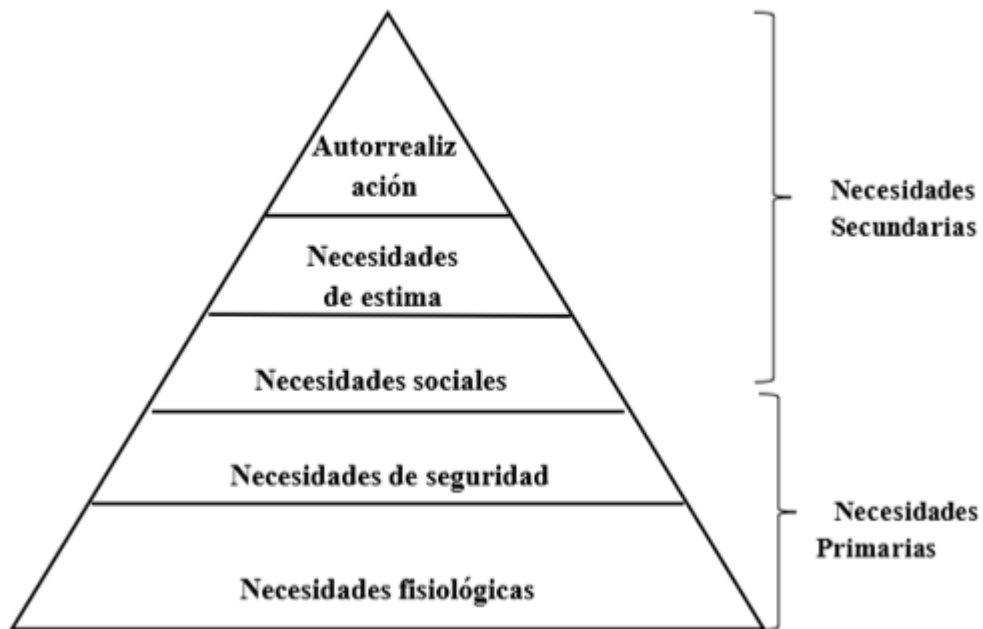 Autorrealiz
ación
Necesidades
de estima
Necesidades sociales
Necesidades de seguridad
Necesidades fisiológicas
Necesidades
Secundarias
Necesidades
Primarias